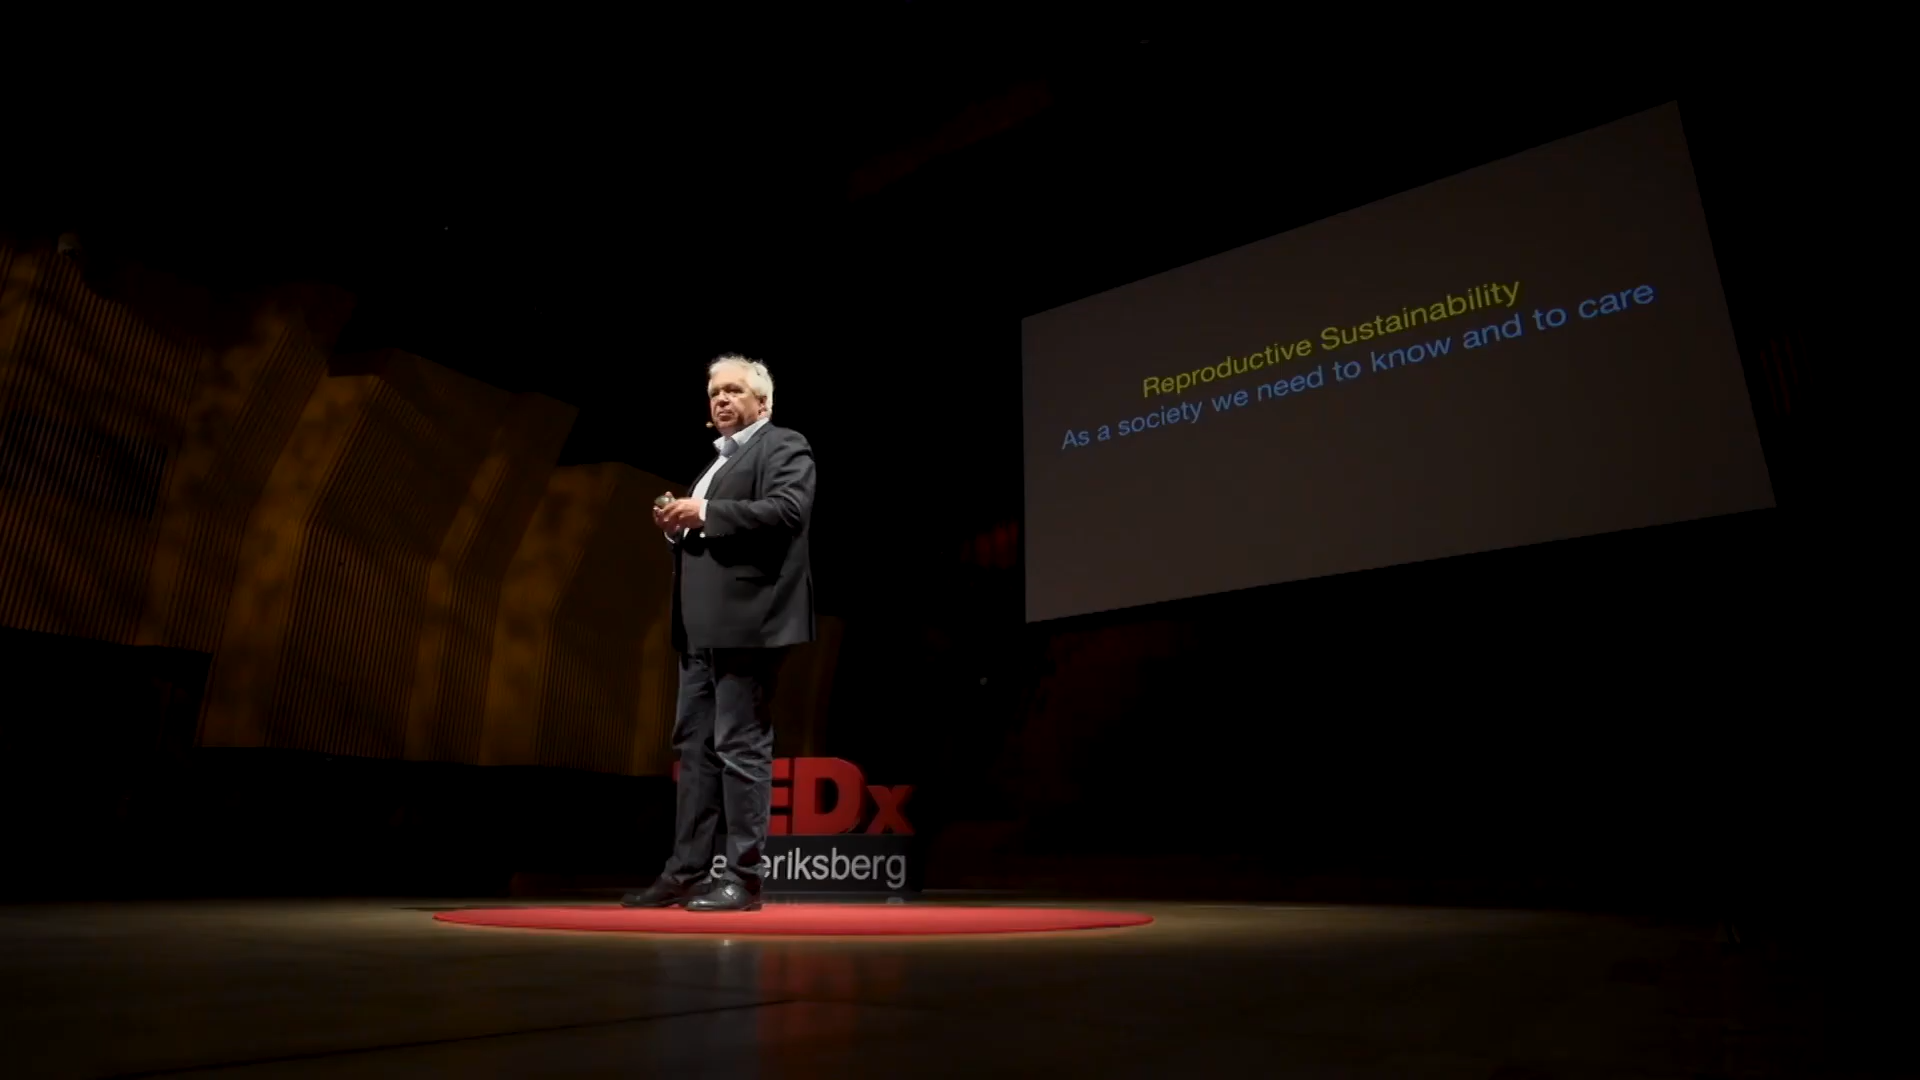 Reproductive Sustainability
As a society we need to know and to care
EDx
eriksberg